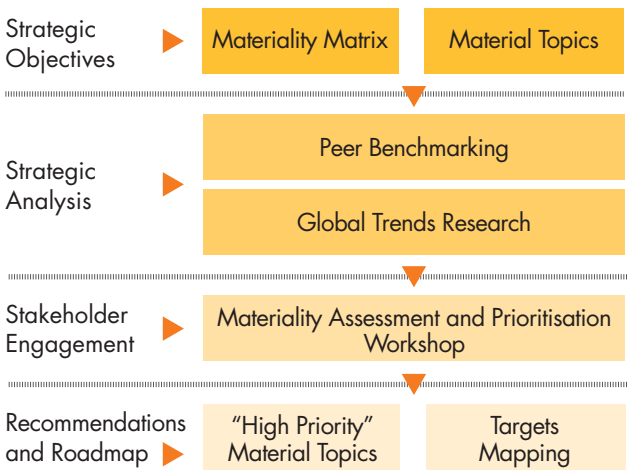 Strategic
Objectives
Materiality Matrix
Material Topics
Strategic
Analysis
Peer Benchmarking
Global Trends Research
Stakeholder
Engagement
Materiality Assessment and Prioritisation
Workshop
Recommendations
and Roadmap
“High Priority”
Material Topics
Targets
Mapping